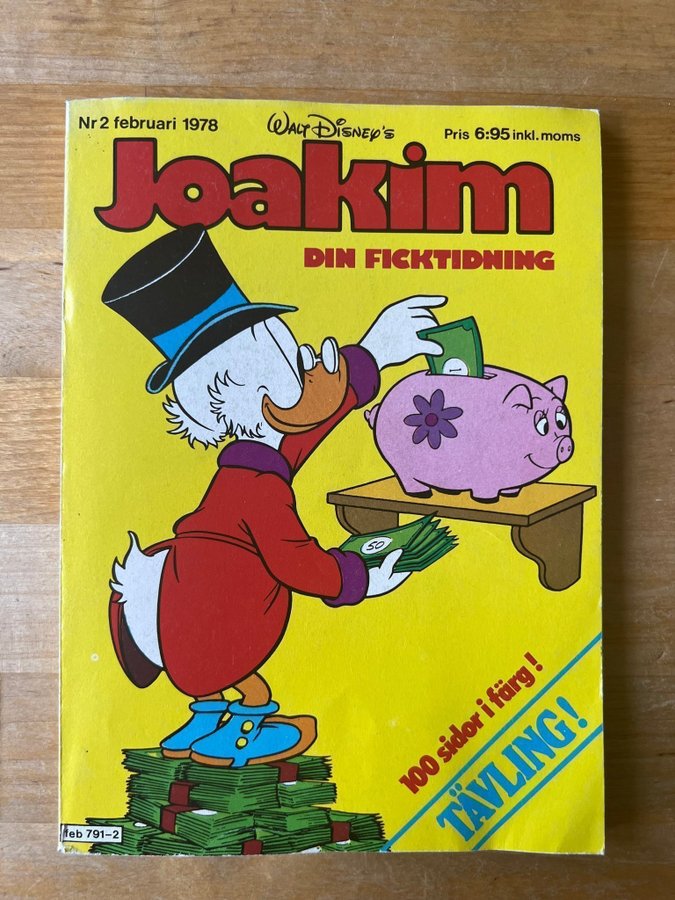 Nr 2 februari 1978
Walt Disney's
Pris 6:95 inkl. moms
Joakim
DIN FICKTIDNING
1
50
100 sidor i färg!
TÄVLING!
feb 791-2